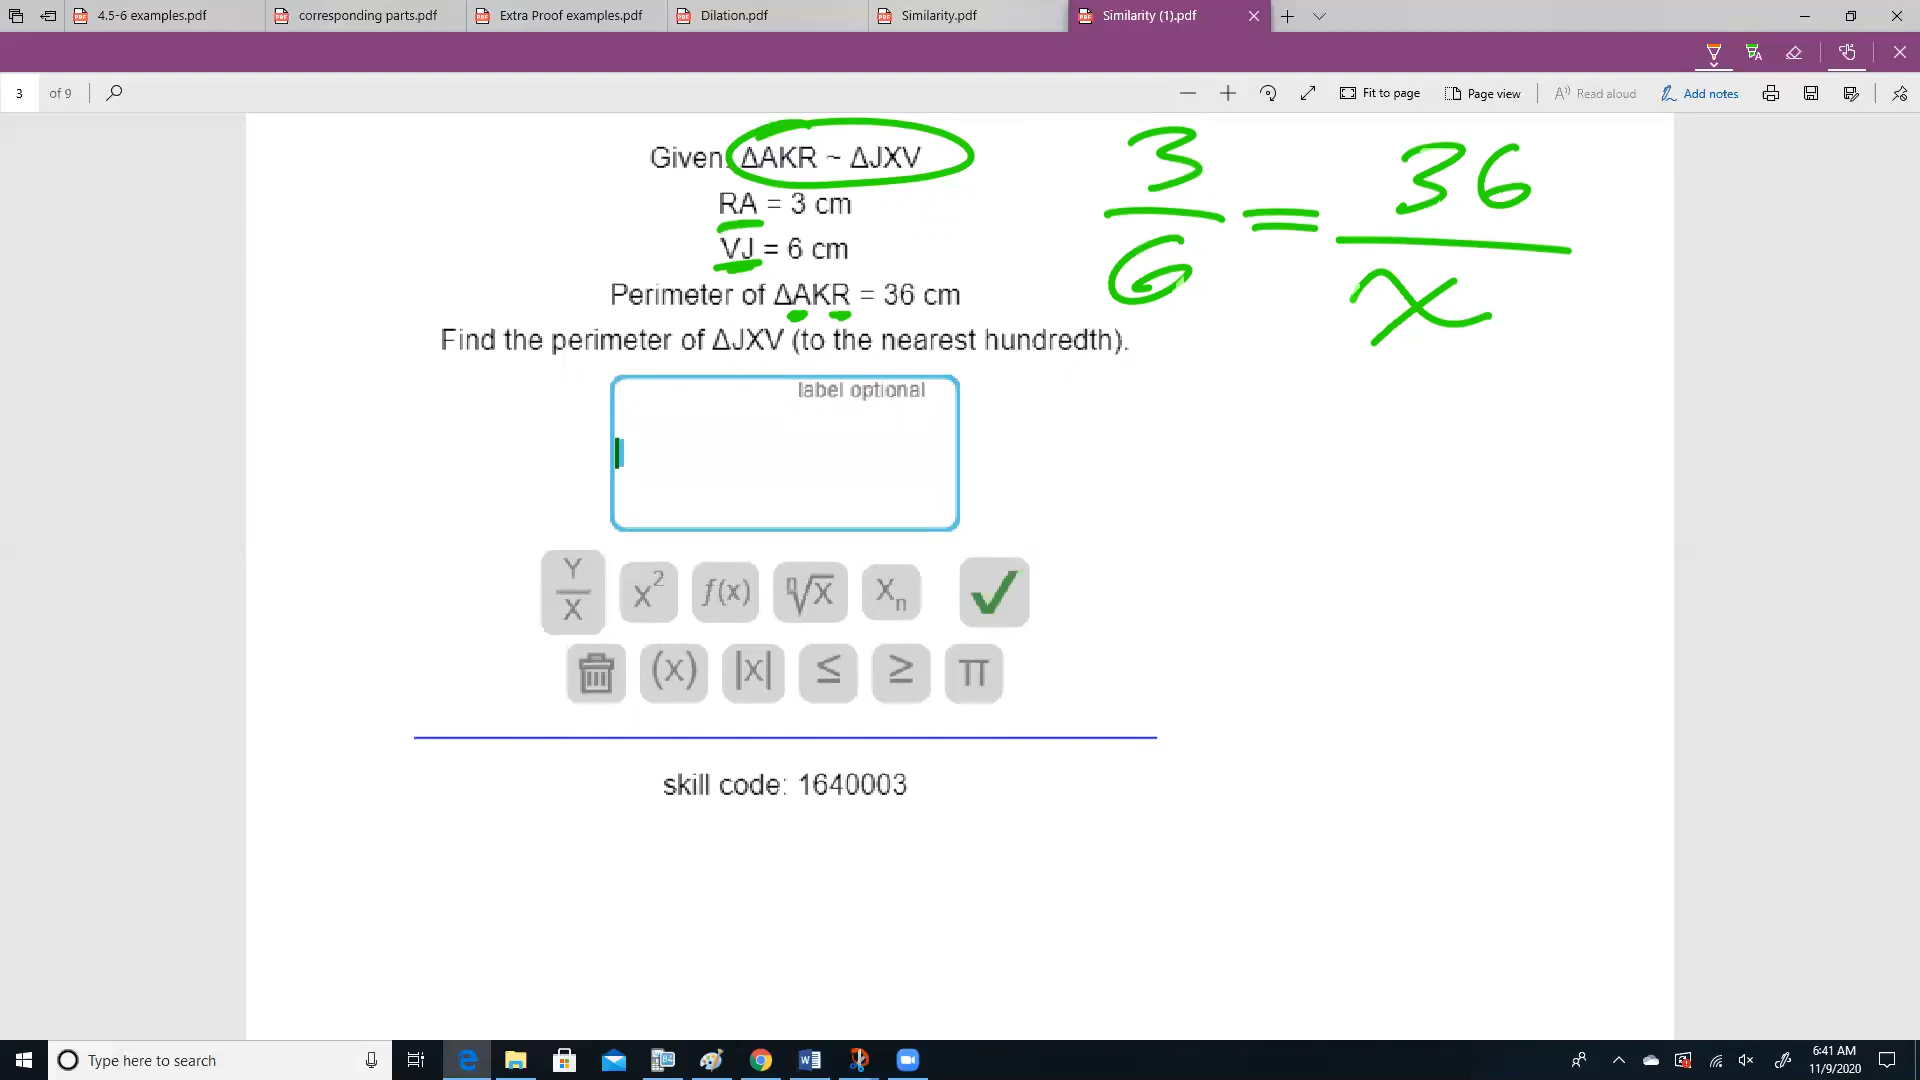 4.5-6 examples.pdf
corresponding parts.pdf
Extra Proof examples.pdf
Dilation.pdf
Similarity.pdf
Similarity (1).pdf
3 of 9
Fit to page
Page view
Read aloud
Add notes
Given: ΔAKR ~ ΔJXV
RA = 3 cm
VJ = 6 cm
Perimeter of ΔAKR = 36 cm
Find the perimeter of ΔJXV (to the nearest hundredth).
3/6 = 36/x
label optional
Y/X x² f(x) ⁿ√x Xn
(x) |x| ≤ ≥ π
skill code: 1640003
Type here to search
6:41 AM
11/9/2020